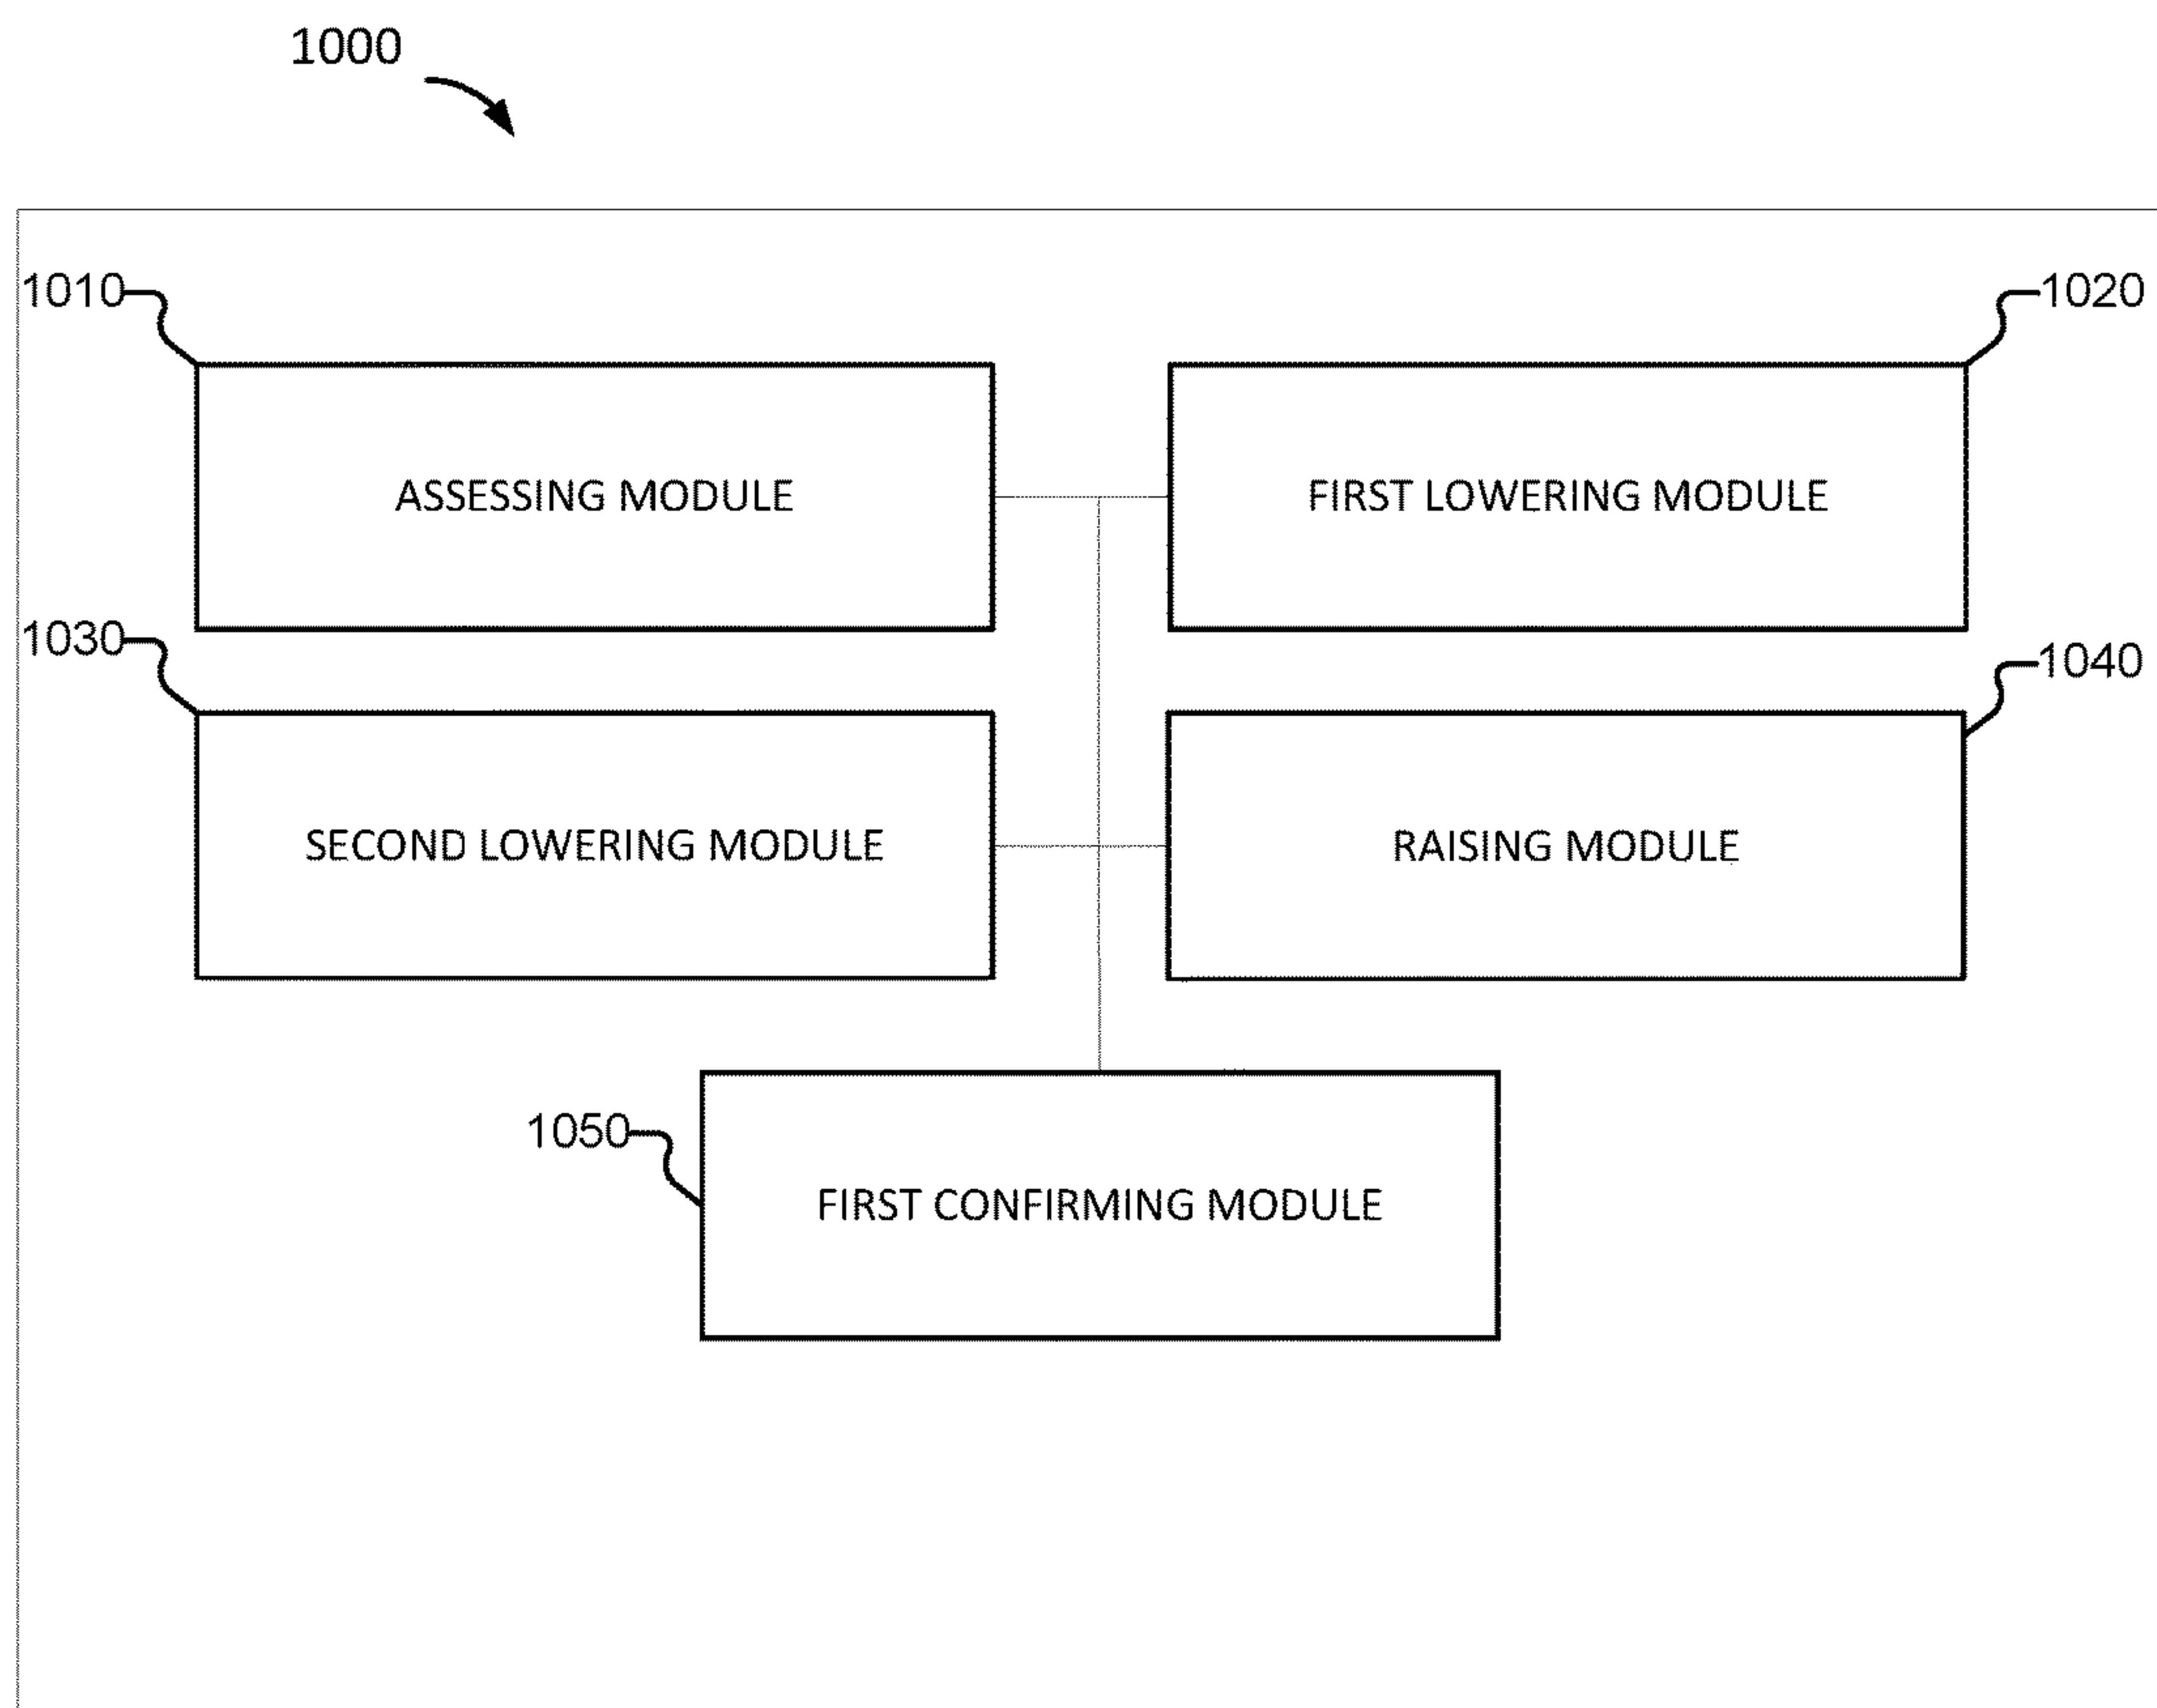 1000
1010
1020
ASSESSING MODULE
FIRST LOWERING MODULE
1030
1040
SECOND LOWERING MODULE
RAISING MODULE
1050
FIRST CONFIRMING MODULE